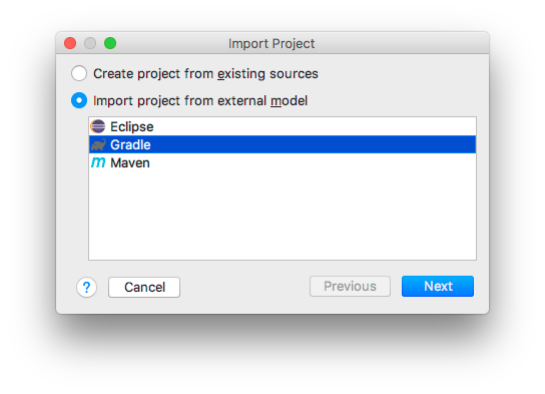 Import Project
Create project from existing sources
Import project from external model
Eclipse
Gradle
Maven
?
Cancel
Previous
Next